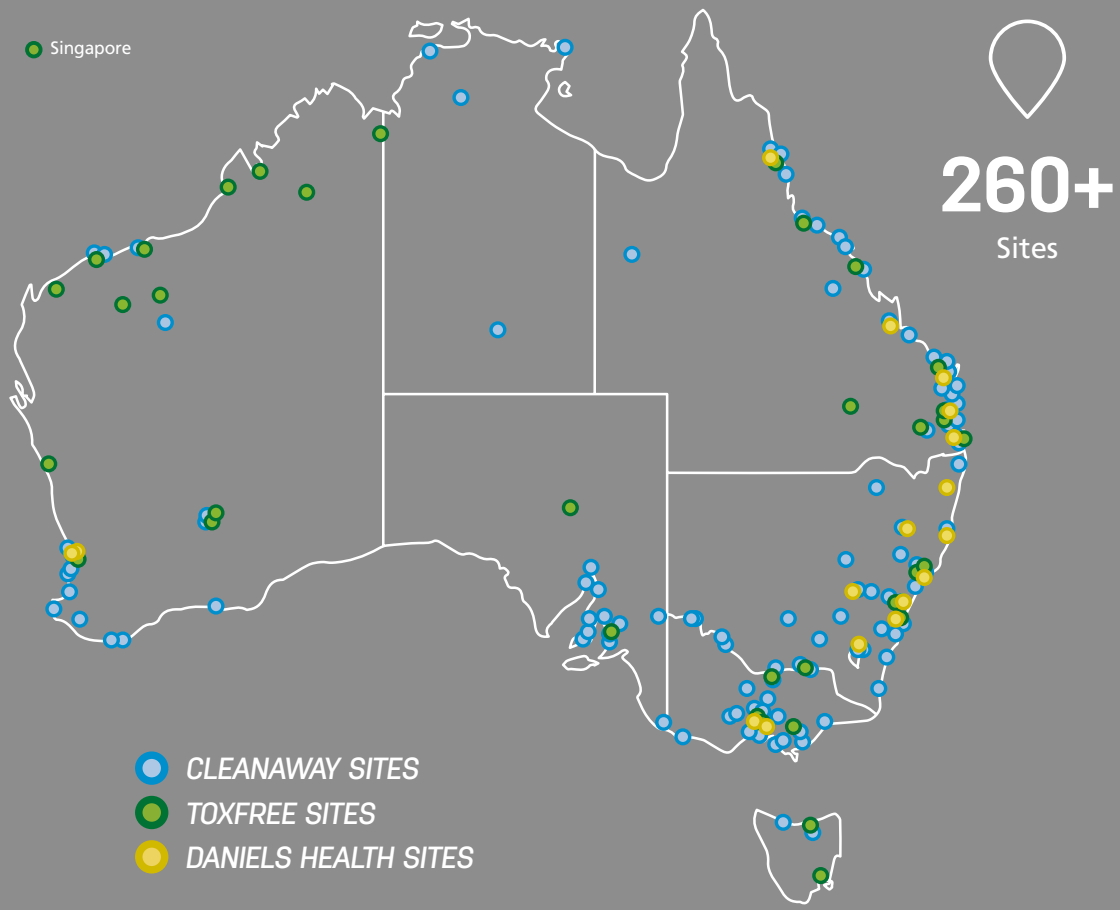 Singapore
260+
Sites
CLEANAWAY SITES
TOXFREE SITES
DANIELS HEALTH SITES